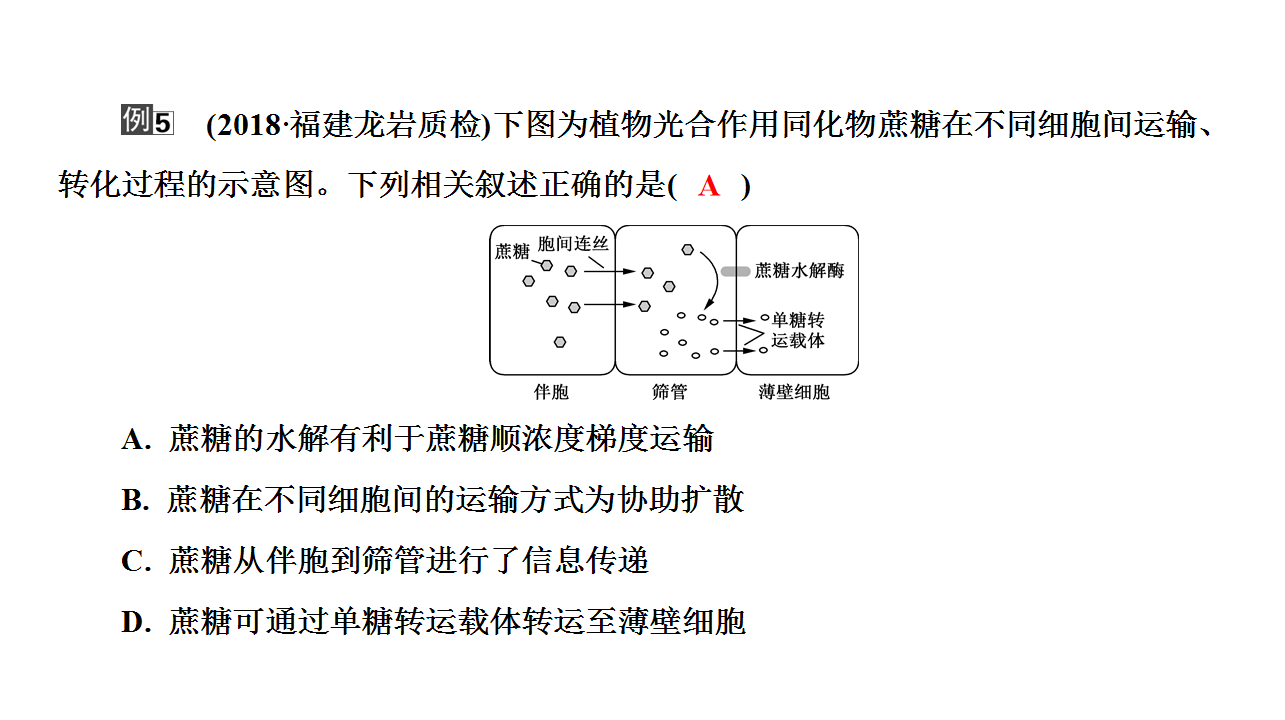 例5 (2018·福建龙岩质检)下图为植物光合作用同化物蔗糖在不同细胞间运输、
转化过程的示意图。下列相关叙述正确的是( A )
蔗糖 胞间连丝
蔗糖水解酶
单糖转
运载体
伴胞 筛管 薄壁细胞
A. 蔗糖的水解有利于蔗糖顺浓度梯度运输
B. 蔗糖在不同细胞间的运输方式为协助扩散
C. 蔗糖从伴胞到筛管进行了信息传递
D. 蔗糖可通过单糖转运载体转运至薄壁细胞